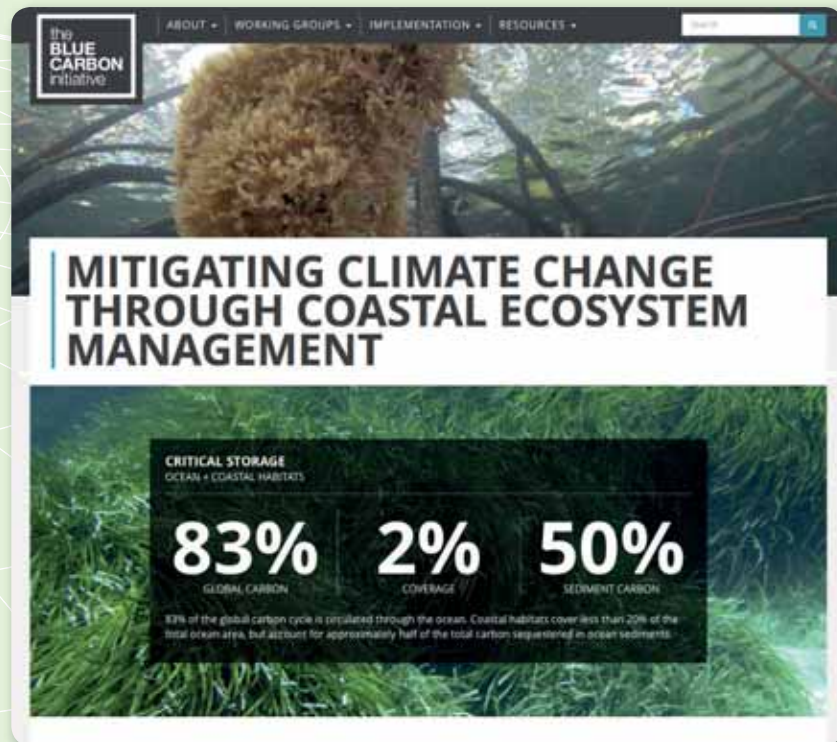 the
BLUE
CARBON
initiative
ABOUT
WORKING GROUPS
IMPLEMENTATION
RESOURCES
Search
MITIGATING CLIMATE CHANGE
THROUGH COASTAL ECOSYSTEM
MANAGEMENT
CRITICAL STORAGE
OCEAN + COASTAL HABITATS
83%
2%
50%
GLOBAL CARBON
COVERAGE
SEDIMENT CARBON
83% of the global carbon cycle is circulated through the ocean. Coastal habitats cover less than 20% of the
total ocean area, but account for approximately half of the total carbon sequestered in ocean sediments.